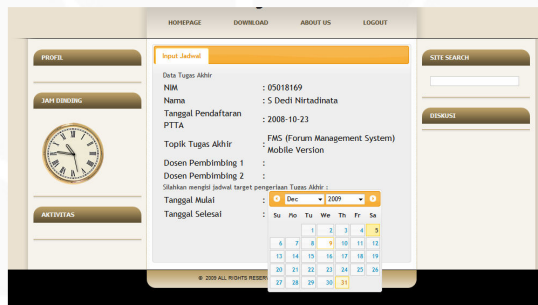 HOMEPAGE DOWNLOAD ABOUT US LOGOUT
PROFIL
JAM DINDING
AKTIVITAS
Input Jadwal
Data Tugas Akhir
NIM : 05018169
Nama : S Dedi Nirtadinata
Tanggal Pendaftaran PTTA : 2008-10-23
Topik Tugas Akhir : FMS (Forum Management System) Mobile Version
Dosen Pembimbing 1 :
Dosen Pembimbing 2 :
Silahkan mengisi jadwal target pengerjaan Tugas Akhir :
Tanggal Mulai :
Tanggal Selesai :
Dec 2009
Su Mo Tu We Th Fr Sa
1 2 3 4 5
6 7 8 9 10 11 12
13 14 15 16 17 18 19
20 21 22 23 24 25 26
27 28 29 30 31
© 2009 ALL RIGHTS RESER
SITE SEARCH
DISKUSI